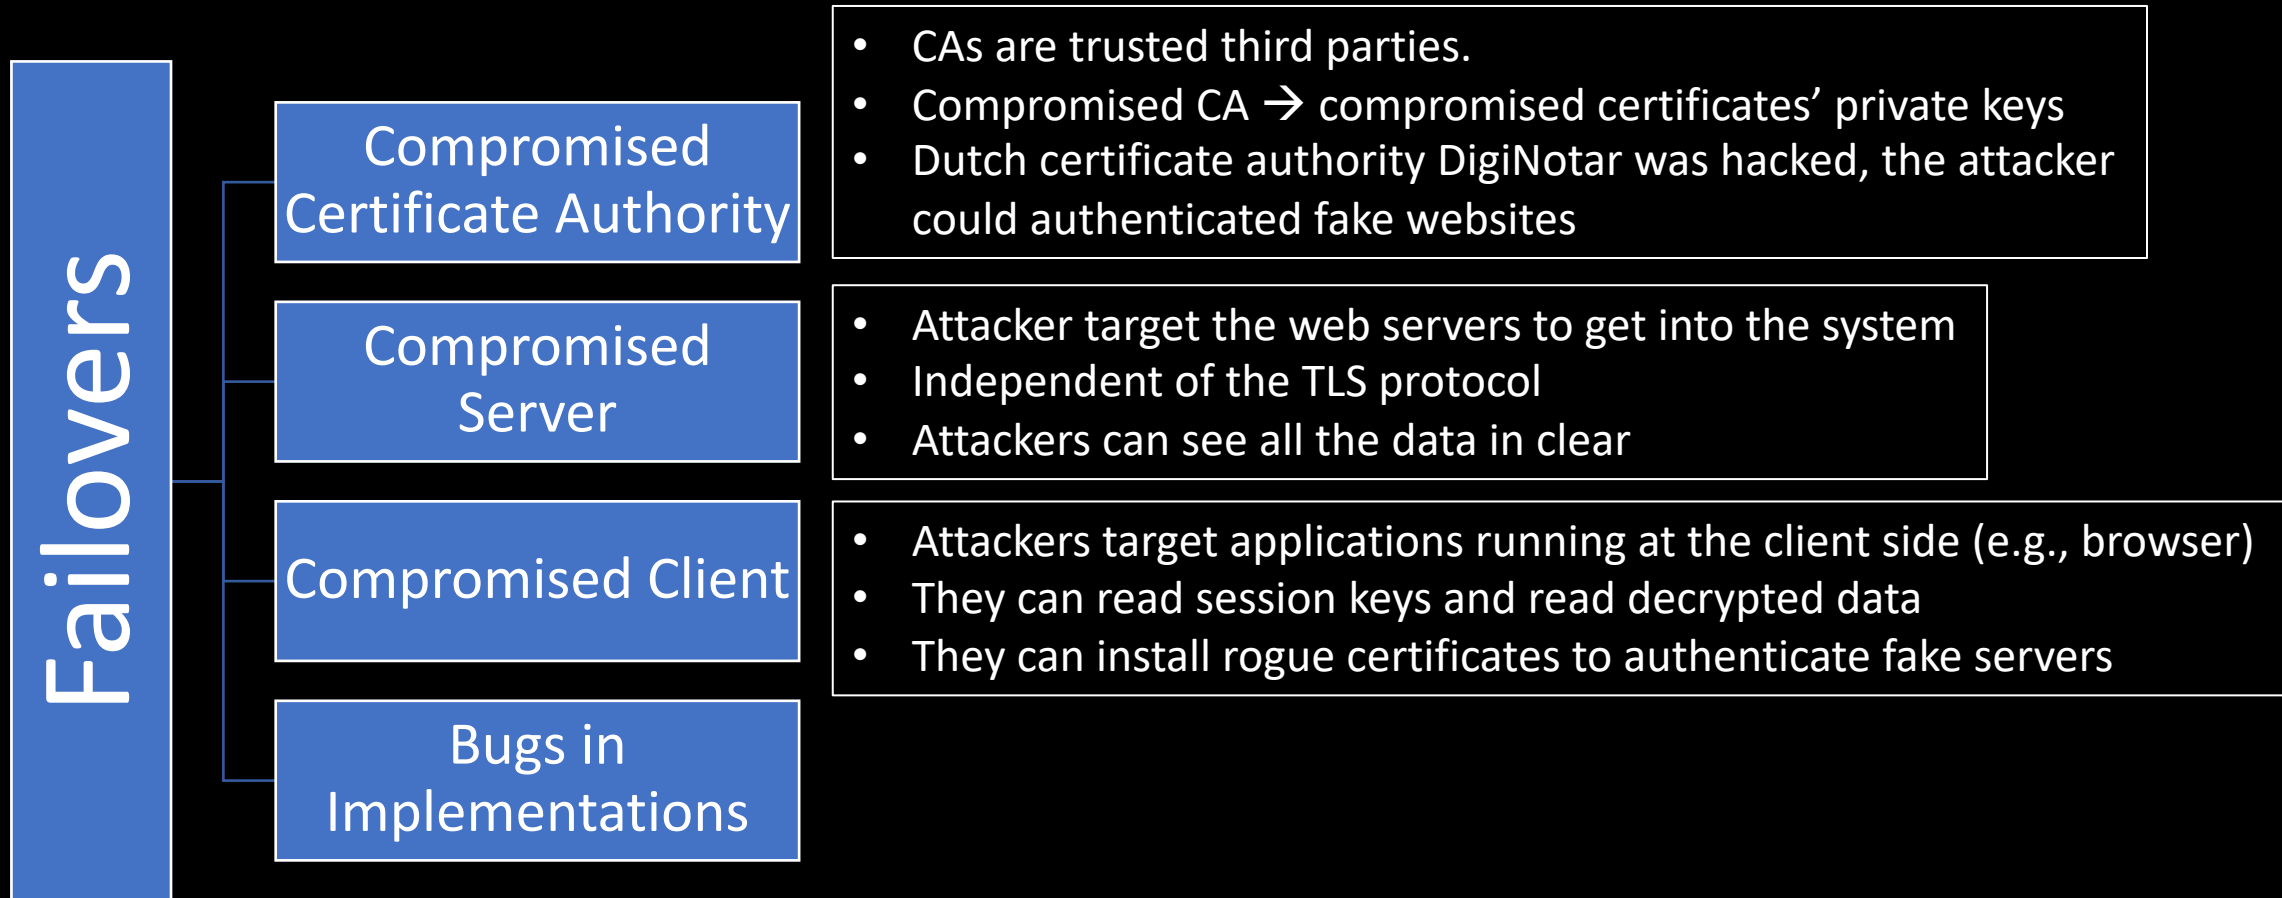 Failovers
Compromised
Certificate Authority
• CAs are trusted third parties.
• Compromised CA → compromised certificates’ private keys
• Dutch certificate authority DigiNotar was hacked, the attacker
could authenticated fake websites
Compromised
Server
• Attacker target the web servers to get into the system
• Independent of the TLS protocol
• Attackers can see all the data in clear
Compromised Client
• Attackers target applications running at the client side (e.g., browser)
• They can read session keys and read decrypted data
• They can install rogue certificates to authenticate fake servers
Bugs in
Implementations